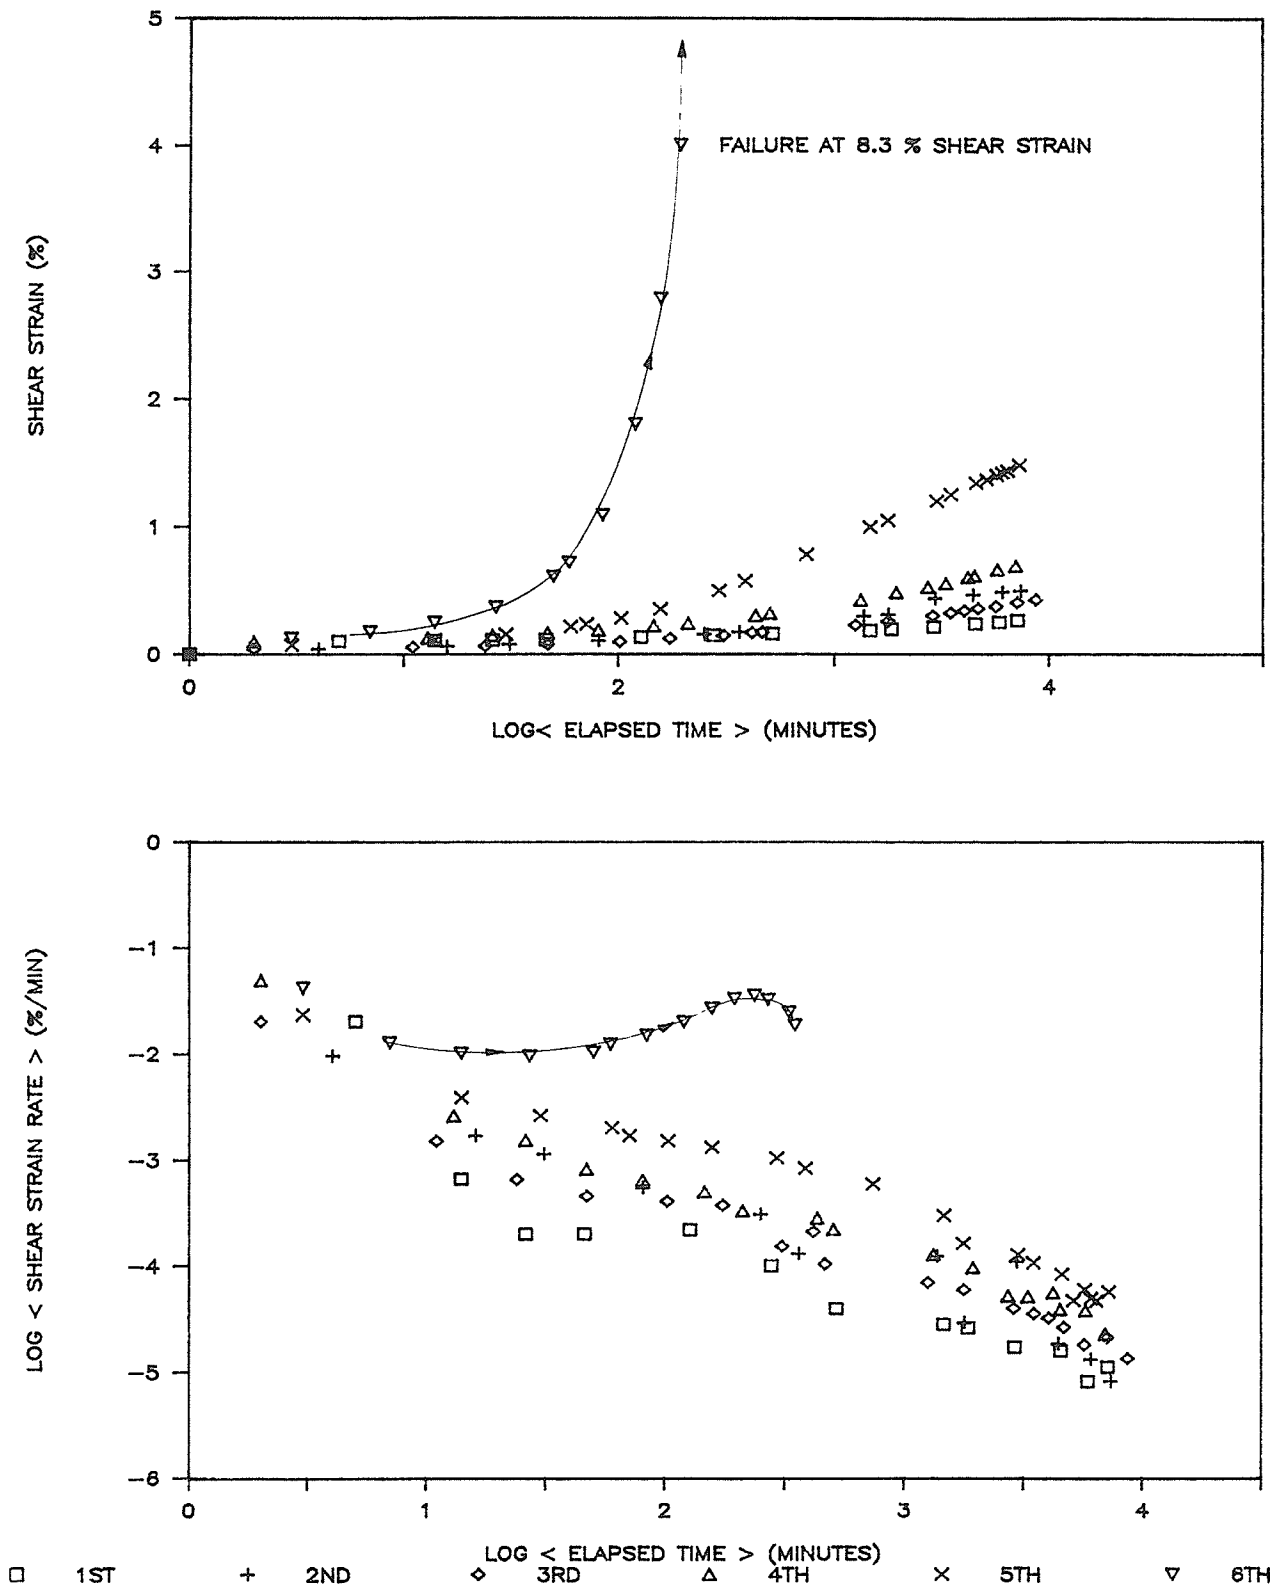 5
4
FAILURE AT 8.3 % SHEAR STRAIN
3
2
1
0
SHEAR STRAIN (%)
0 2 4
LOG< ELAPSED TIME > (MINUTES)
0
-1
-2
-3
-4
-5
-6
LOG < SHEAR STRAIN RATE > (%/MIN)
0 1 2 3 4
LOG < ELAPSED TIME > (MINUTES)
1ST 2ND 3RD 4TH 5TH 6TH